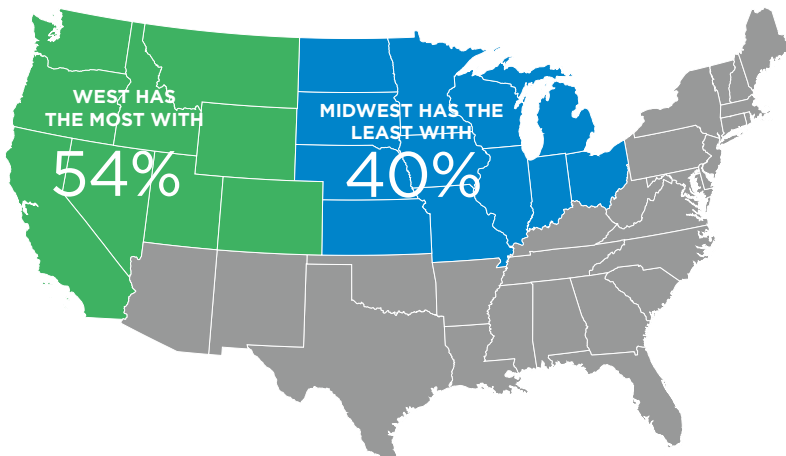 WEST HAS
THE MOST WITH
54%
MIDWEST HAS THE
LEAST WITH
40%